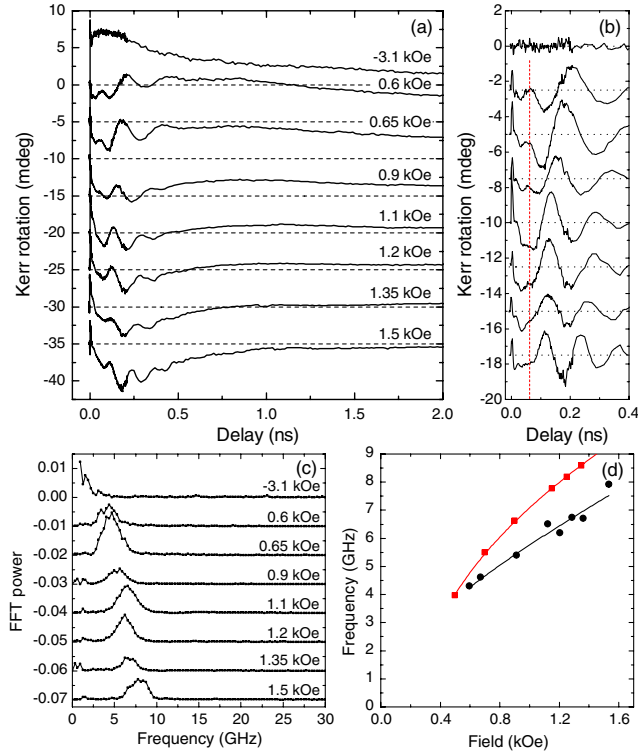 (a)
10
5
0
-5
-10
-15
-20
-25
-30
-35
-40
Kerr rotation (mdeg)
-3.1 kOe
0.6 kOe
0.65 kOe
0.9 kOe
1.1 kOe
1.2 kOe
1.35 kOe
1.5 kOe
0.0 0.5 1.0 1.5 2.0
Delay (ns)
(b)
2
0
-2
-4
-6
-8
-10
-12
-14
-16
-18
-20
Kerr rotation (mdeg)
0.0 0.2 0.4
Delay (ns)
(c)
0.01
0.00
-0.01
-0.02
-0.03
-0.04
-0.05
-0.06
-0.07
FFT power
-3.1 kOe
0.6 kOe
0.65 kOe
0.9 kOe
1.1 kOe
1.2 kOe
1.35 kOe
1.5 kOe
0 5 10 15 20 25 30
Frequency (GHz)
(d)
9
8
7
6
5
4
3
2
1
0
Frequency (GHz)
0.0 0.4 0.8 1.2 1.6
Field (kOe)